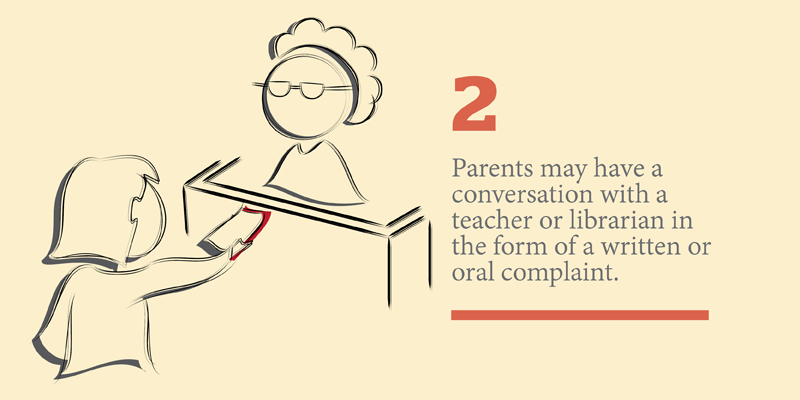 2
Parents may have a
conversation with a
teacher or librarian in
the form of a written or
oral complaint.